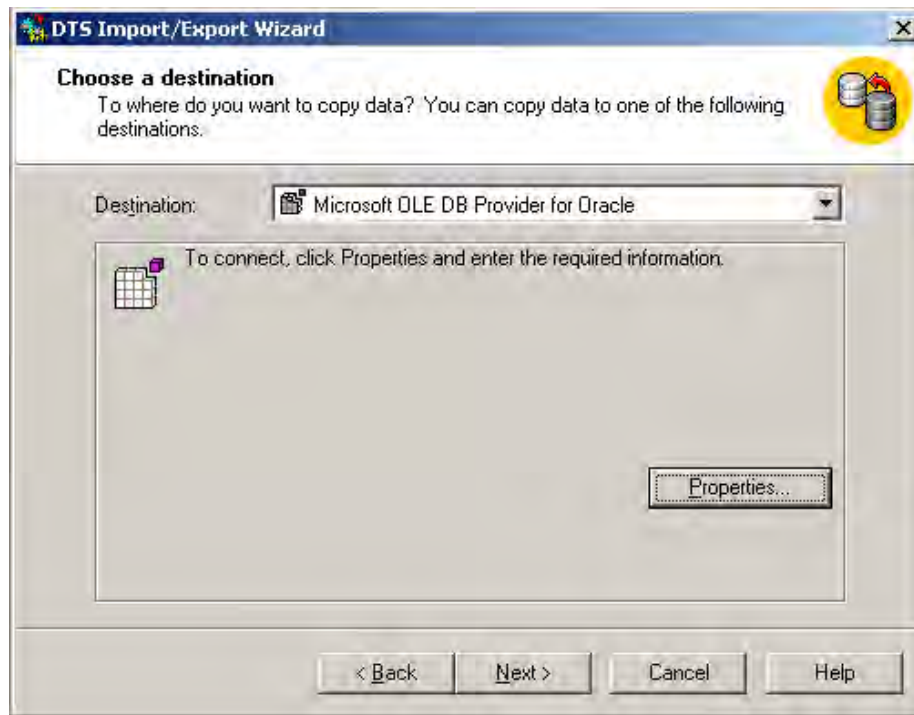 DTS Import/Export Wizard
Choose a destination
To where do you want to copy data? You can copy data to one of the following
destinations.
Destination:
Microsoft OLE DB Provider for Oracle
To connect, click Properties and enter the required information.
Properties...
< Back
Next >
Cancel
Help